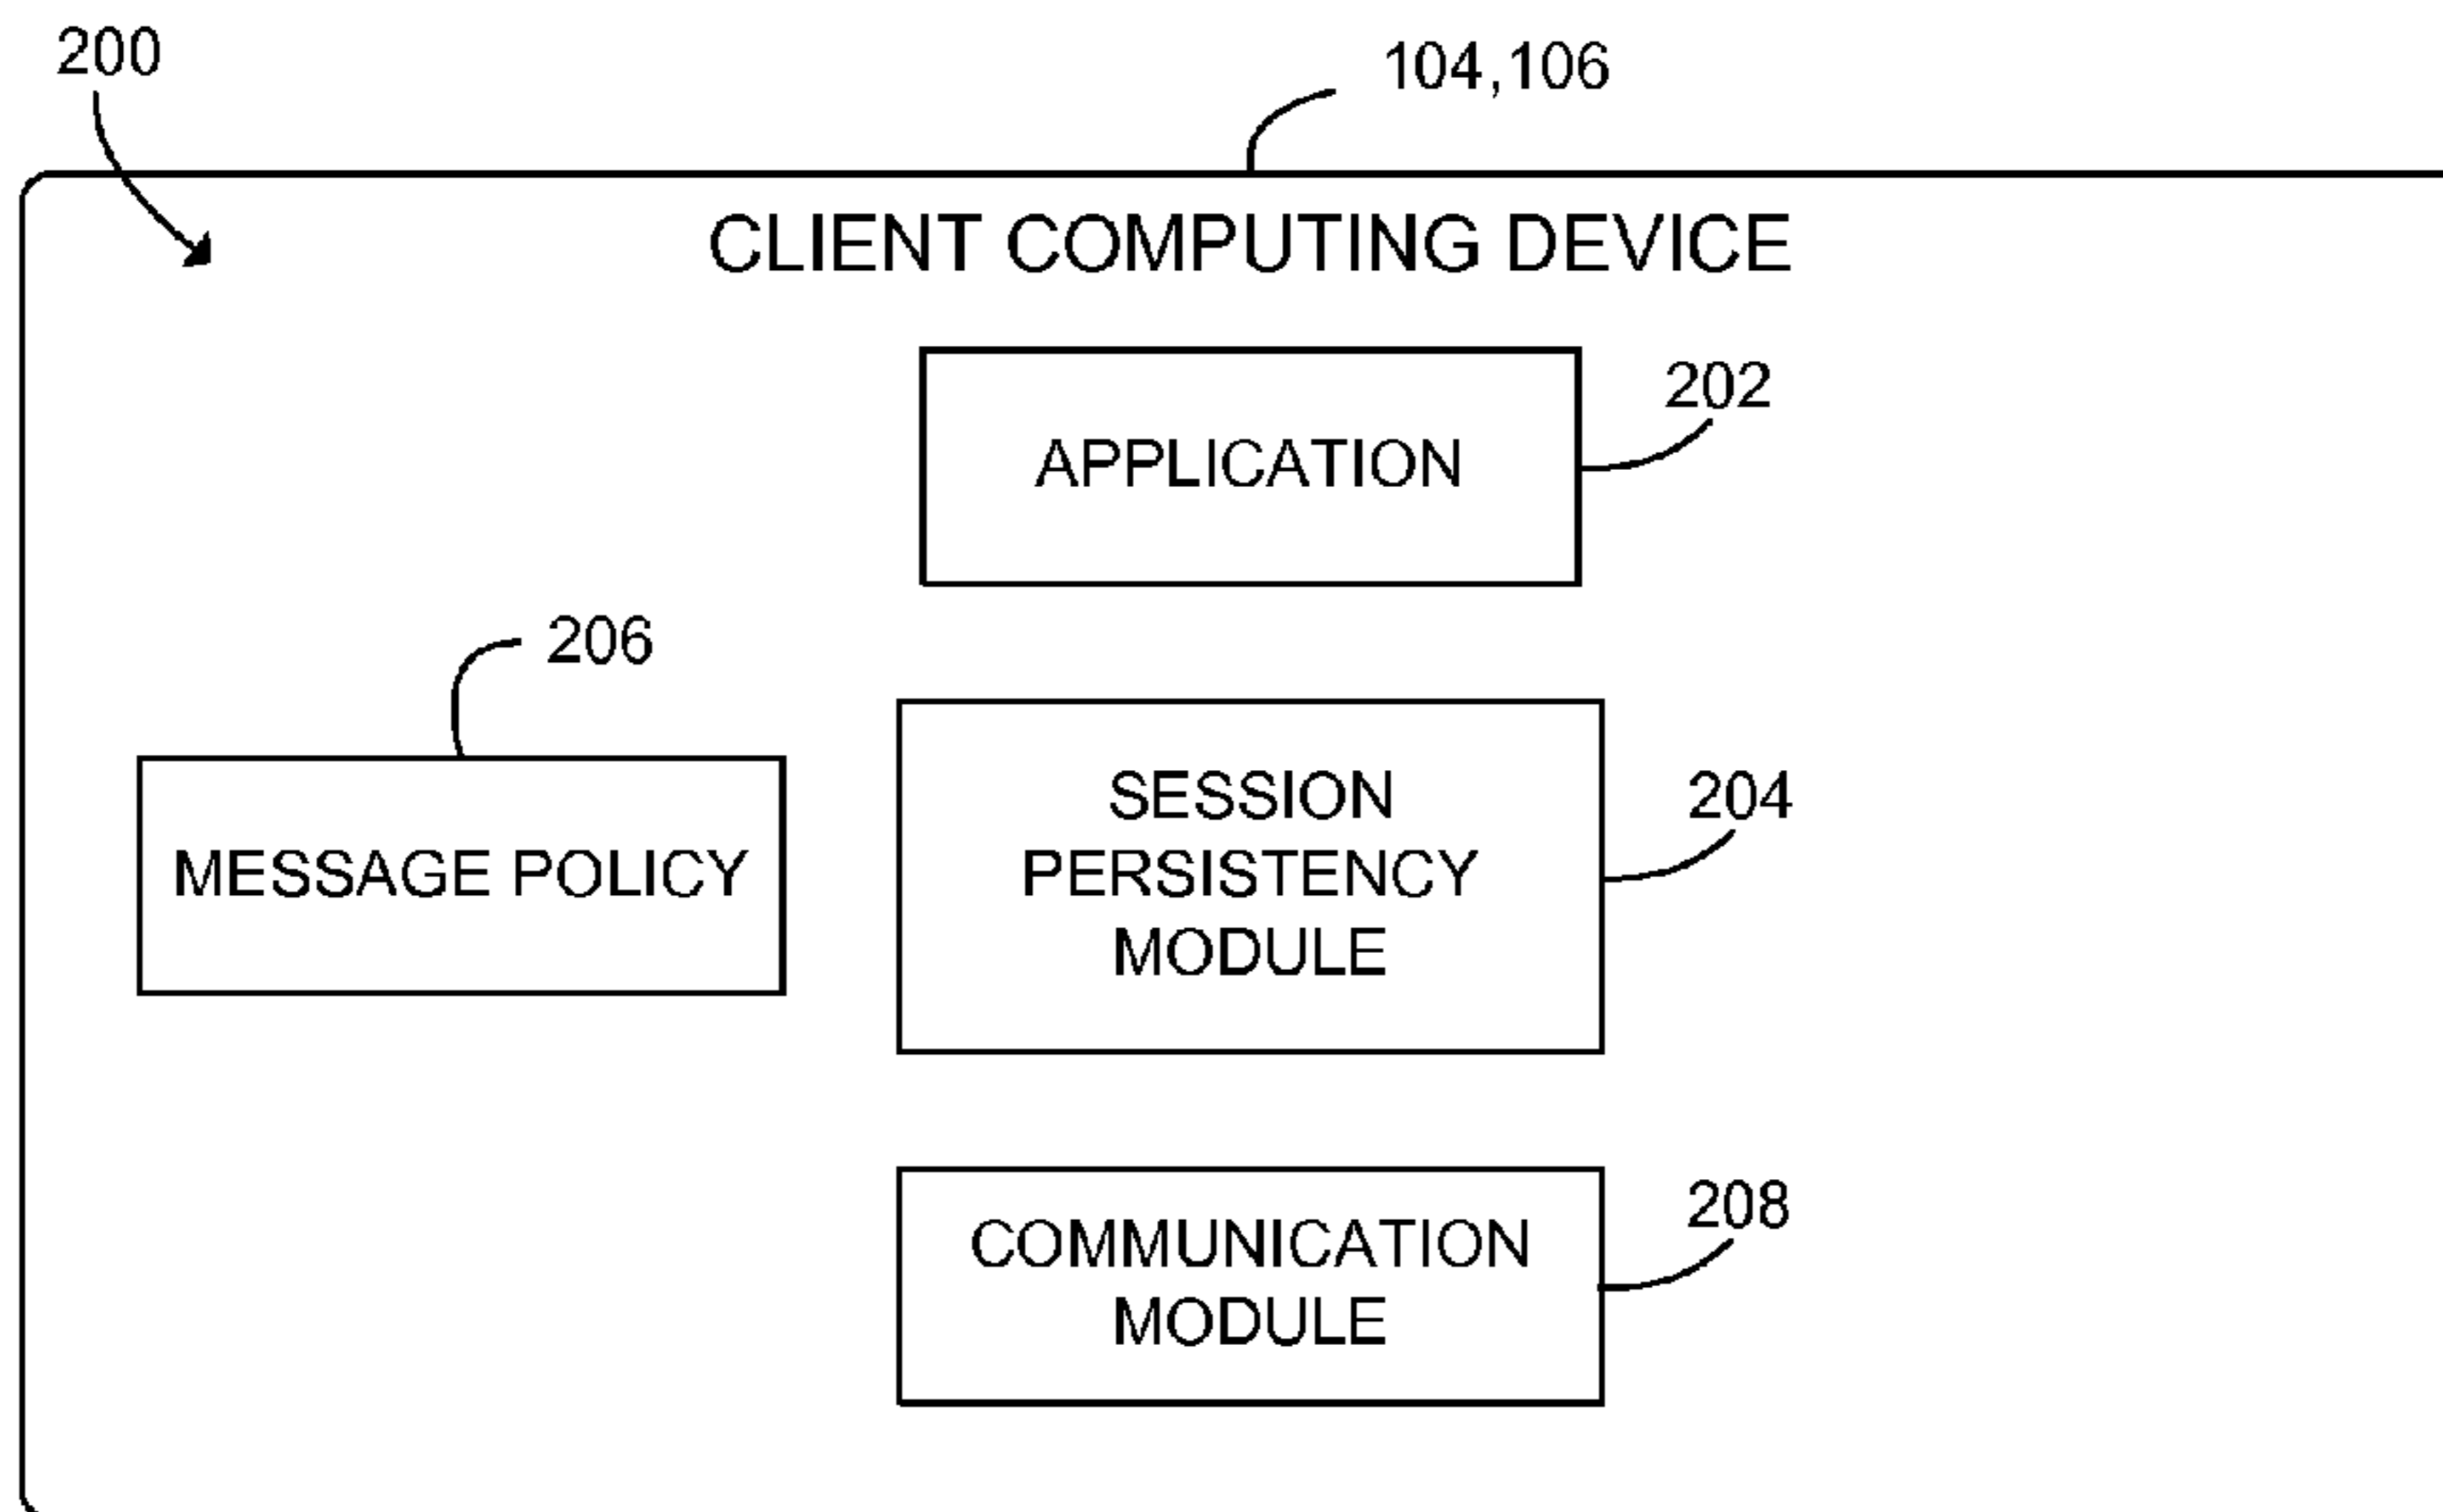 200
104,106
CLIENT COMPUTING DEVICE
202
APPLICATION
206
SESSION
204
MESSAGE POLICY
PERSISTENCY
MODULE
208
COMMUNICATION
MODULE